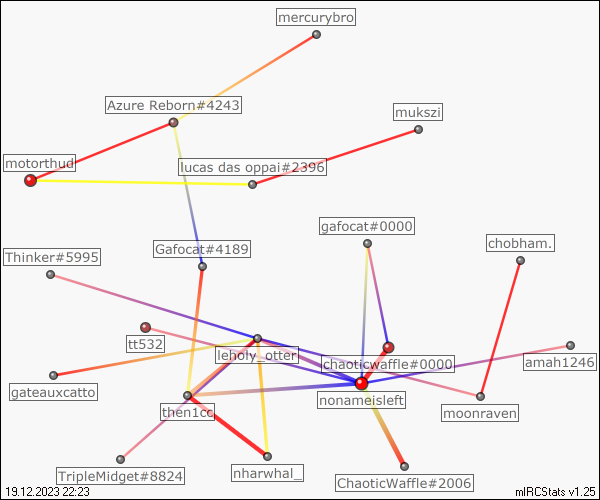 mercurybro
Azure Reborn#4243
mukszi
motorthud
lucas das oppai#2396
gafocat#0000
chobham.
Gafocat#4189
Thinker#5995
tt532
leholy_otter
chaoticwaffle#0000
amah1246
gateauxcatto
nonameisleft
then1cc
moonraven
TripleMidget#8824
nharwhal_
ChaoticWaffle#2006
19.12.2023 22:23
mIRCStats v1.25